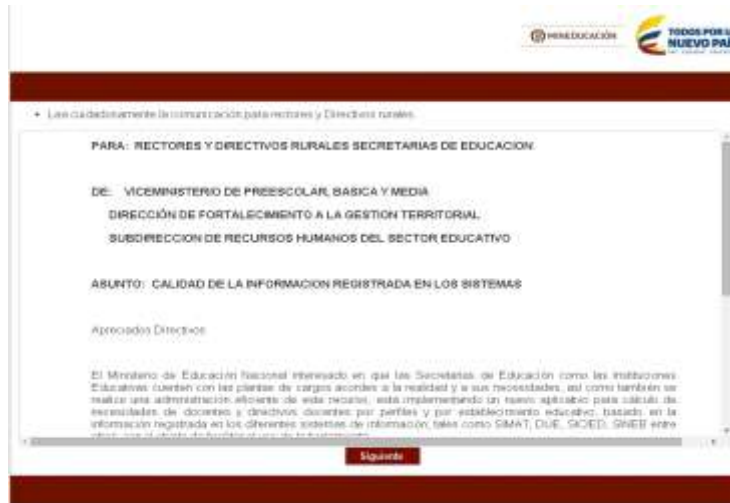 MINEDUCACIÓN
TODOS POR U
NUEVO PAÍ
Lea cuidadosamente la comunicación para rectores y Directivos rurales.
PARA: RECTORES Y DIRECTIVOS RURALES SECRETARIAS DE EDUCACION
DE: VICEMINISTERIO DE PREESCOLAR, BASICA Y MEDIA
DIRECCIÓN DE FORTALECIMIENTO A LA GESTION TERRITORIAL
SUBDIRECCION DE RECURSOS HUMANOS DEL SECTOR EDUCATIVO
ASUNTO: CALIDAD DE LA INFORMACION REGISTRADA EN LOS SISTEMAS
Apreciados Directivos
El Ministerio de Educación Nacional interesado en que las Secretarias de Educación como las Instituciones
Educativas cuenten con las plantas de cargos acordes a la realidad y a sus necesidades, así como también se
realice una administración eficiente de este recurso, está implementando un nuevo aplicativo para cálculo de
necesidades de docentes y directivos docentes por perfiles y por establecimiento educativo, basado en la
información registrada en los diferentes sistemas de información, tales como SIMAT, DUE, SICIED, SINEB entre
Siguiente